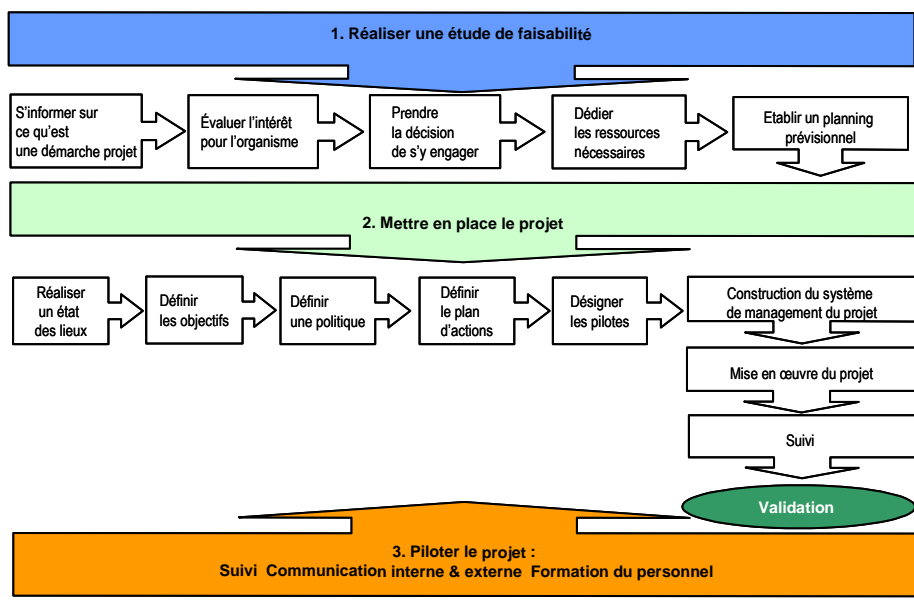 1. Réaliser une étude de faisabilité
S'informer sur
ce qu'est
une démarche projet
Évaluer l'intérêt
pour l'organisme
Prendre
la décision
de s'y engager
Dédier
les ressources
nécessaires
Etablir un planning
prévisionnel
2. Mettre en place le projet
Réaliser
un état
des lieux
Définir
les objectifs
Définir
une politique
Définir
le plan
d'actions
Désigner
les pilotes
Construction du système
de management du projet
Mise en œuvre du projet
Suivi
Validation
3. Piloter le projet :
Suivi Communication interne & externe Formation du personnel